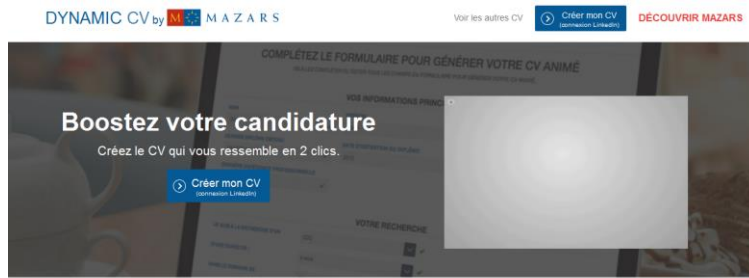 DYNAMIC CV by M MAZARS
Voir les autres CV
Créer mon CV
(connexion LinkedIn)
DÉCOUVRIR MAZARS
COMPLÉTEZ LE FORMULAIRE POUR GÉNÉRER VOTRE CV ANIMÉ
VOS INFORMATIONS
Boostez votre candidature
Créez le CV qui vous ressemble en 2 clics.
Créer mon CV
(connexion LinkedIn)
VOTRE RECHERCHE